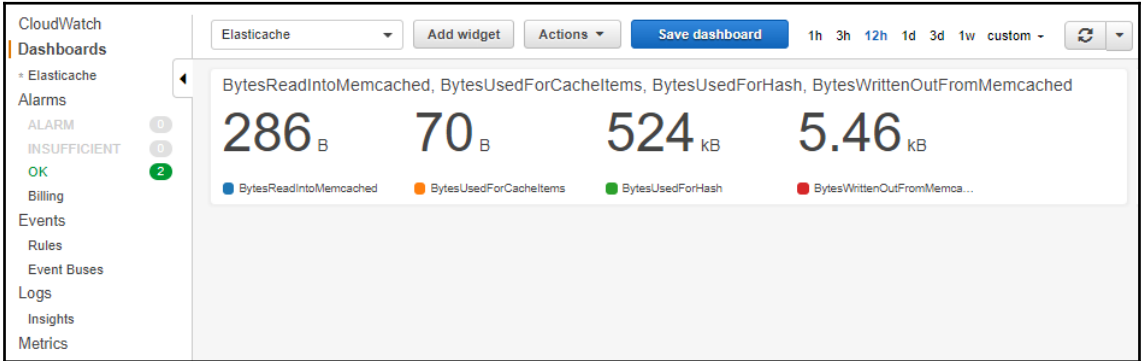 CloudWatch
Dashboards
* Elasticache
Alarms
ALARM 0
INSUFFICIENT 0
OK 2
Billing
Events
Rules
Event Buses
Logs
Insights
Metrics
Elasticache Add widget Actions Save dashboard 1h 3h 12h 1d 3d 1w custom
BytesReadIntoMemcached, BytesUsedForCacheItems, BytesUsedForHash, BytesWrittenOutFromMemcached
286 B 70 B 524 kB 5.46 kB
BytesReadIntoMemcached BytesUsedForCacheItems BytesUsedForHash BytesWrittenOutFromMemca...